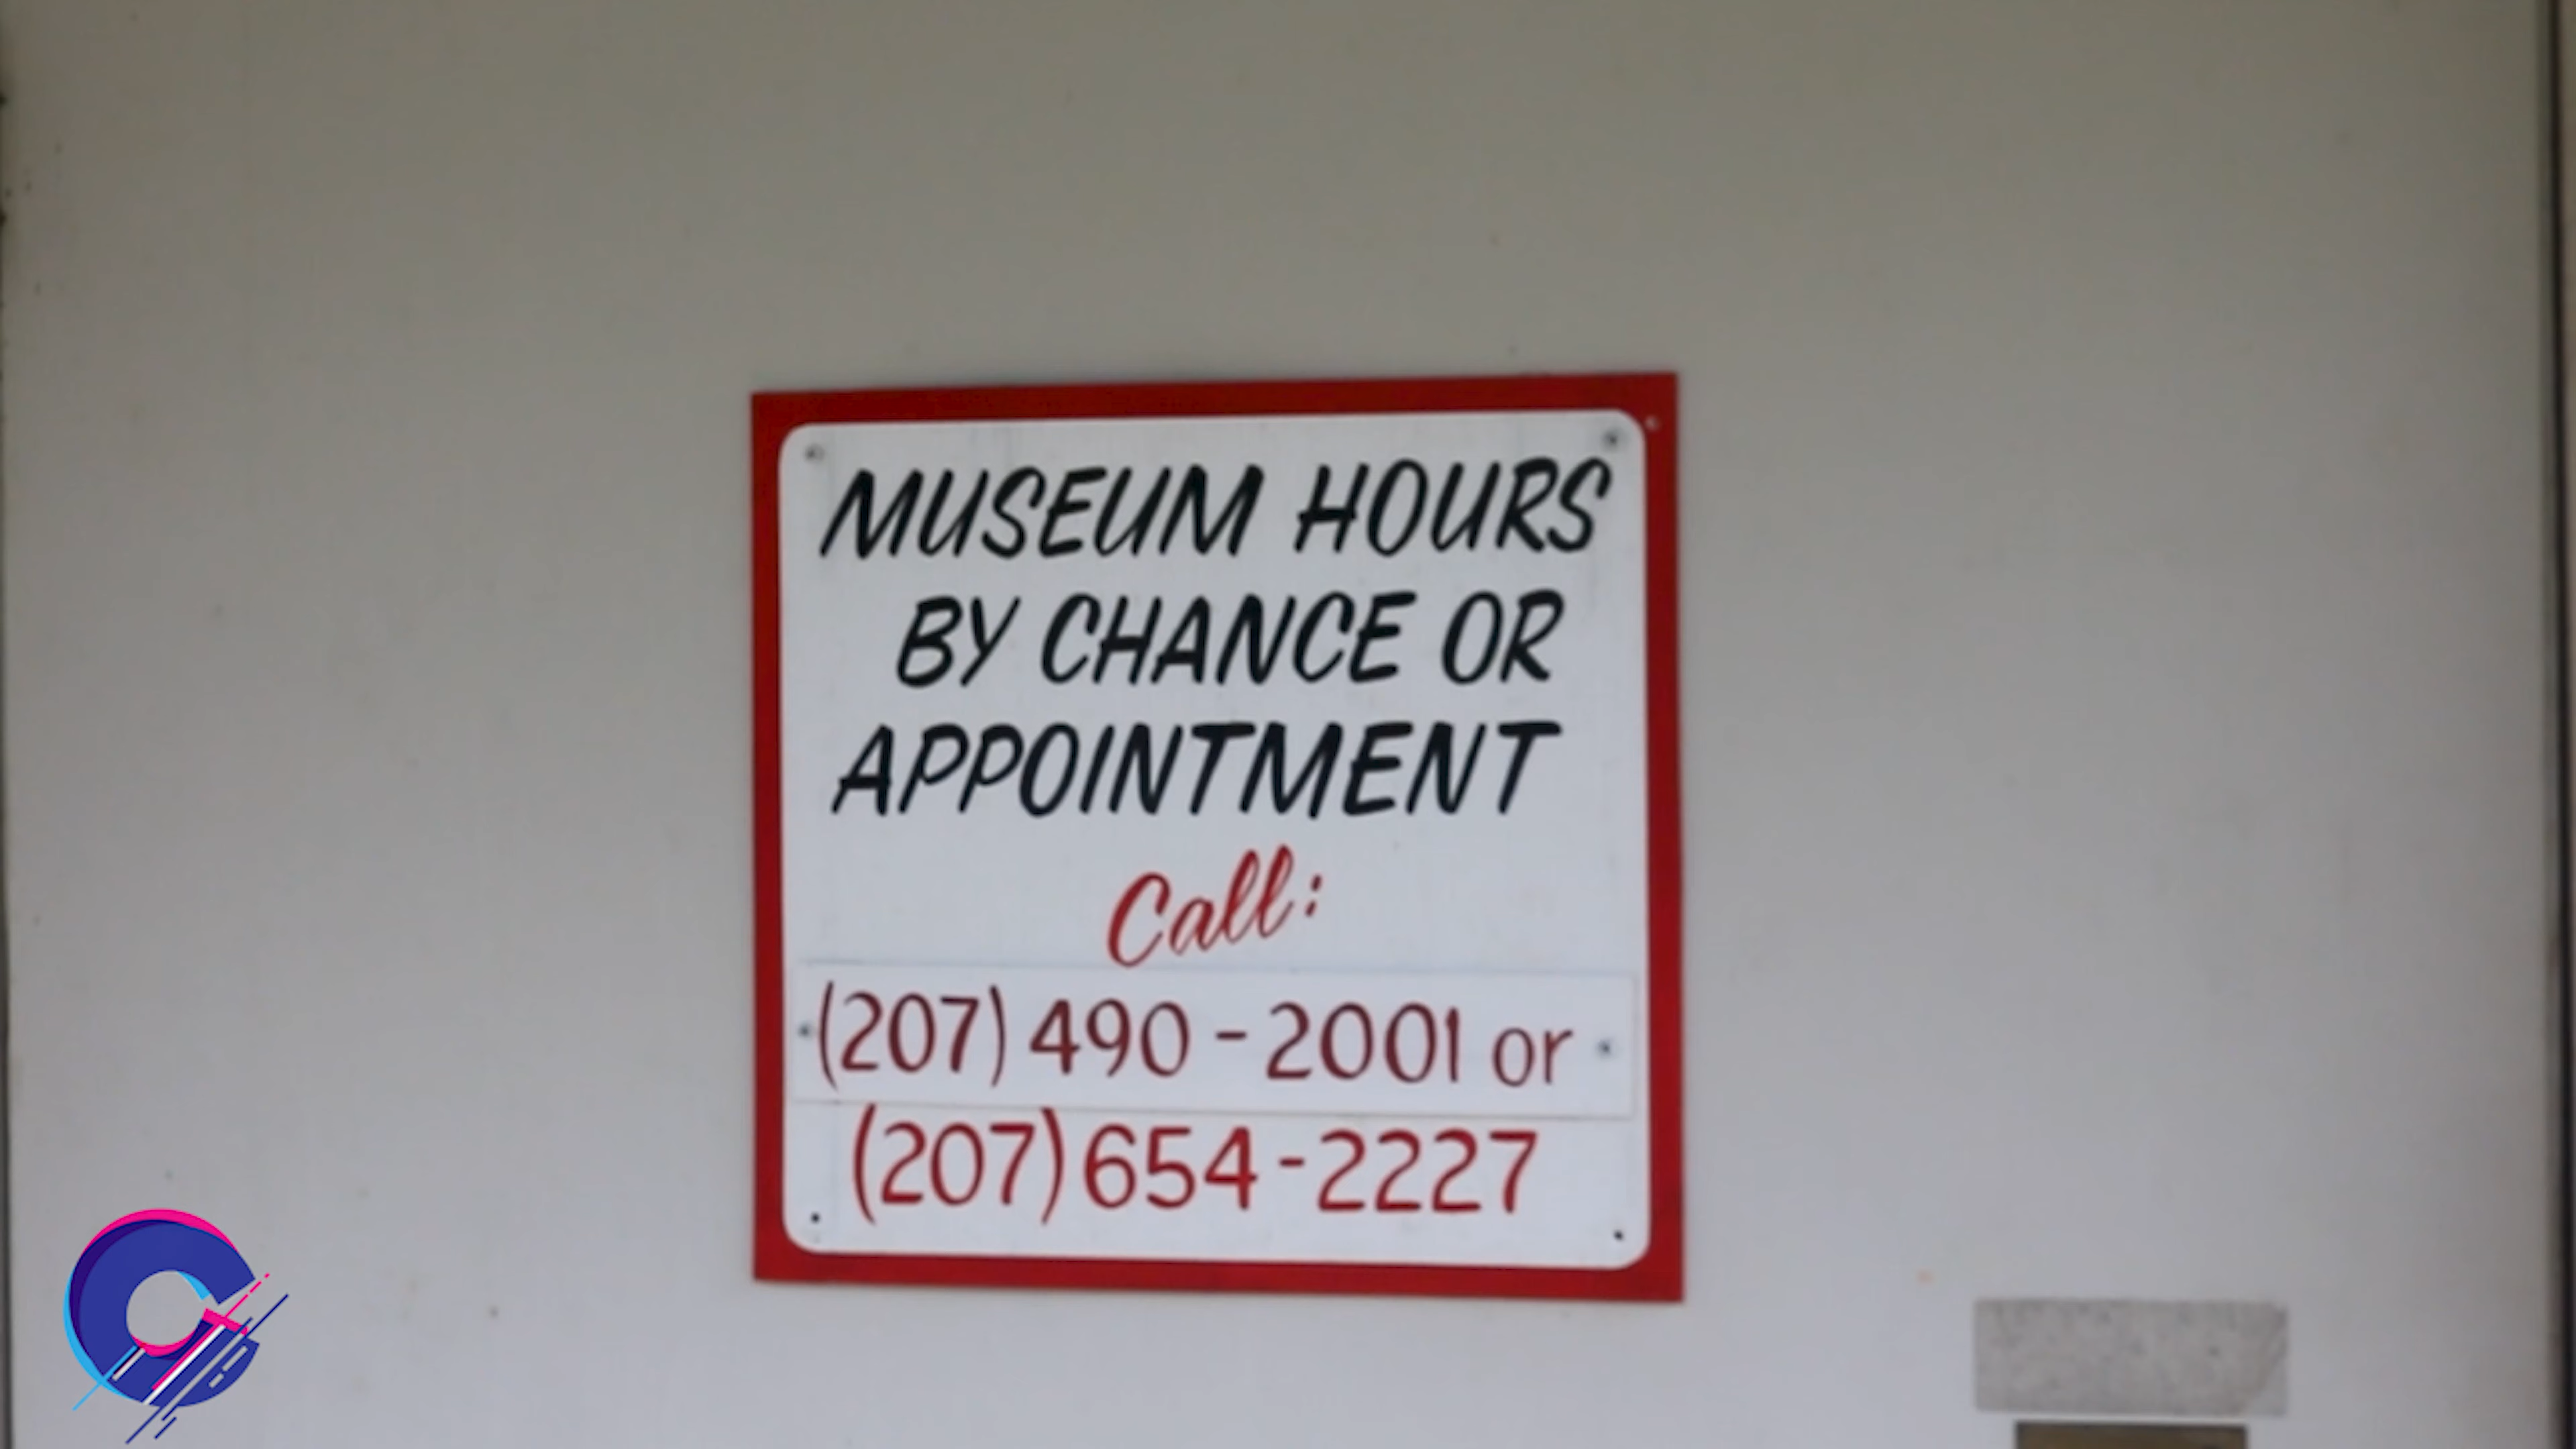 MUSEUM HOURS
BY CHANCE OR
APPOINTMENT
Call:
(207) 490-2001 or
(207) 654-2227